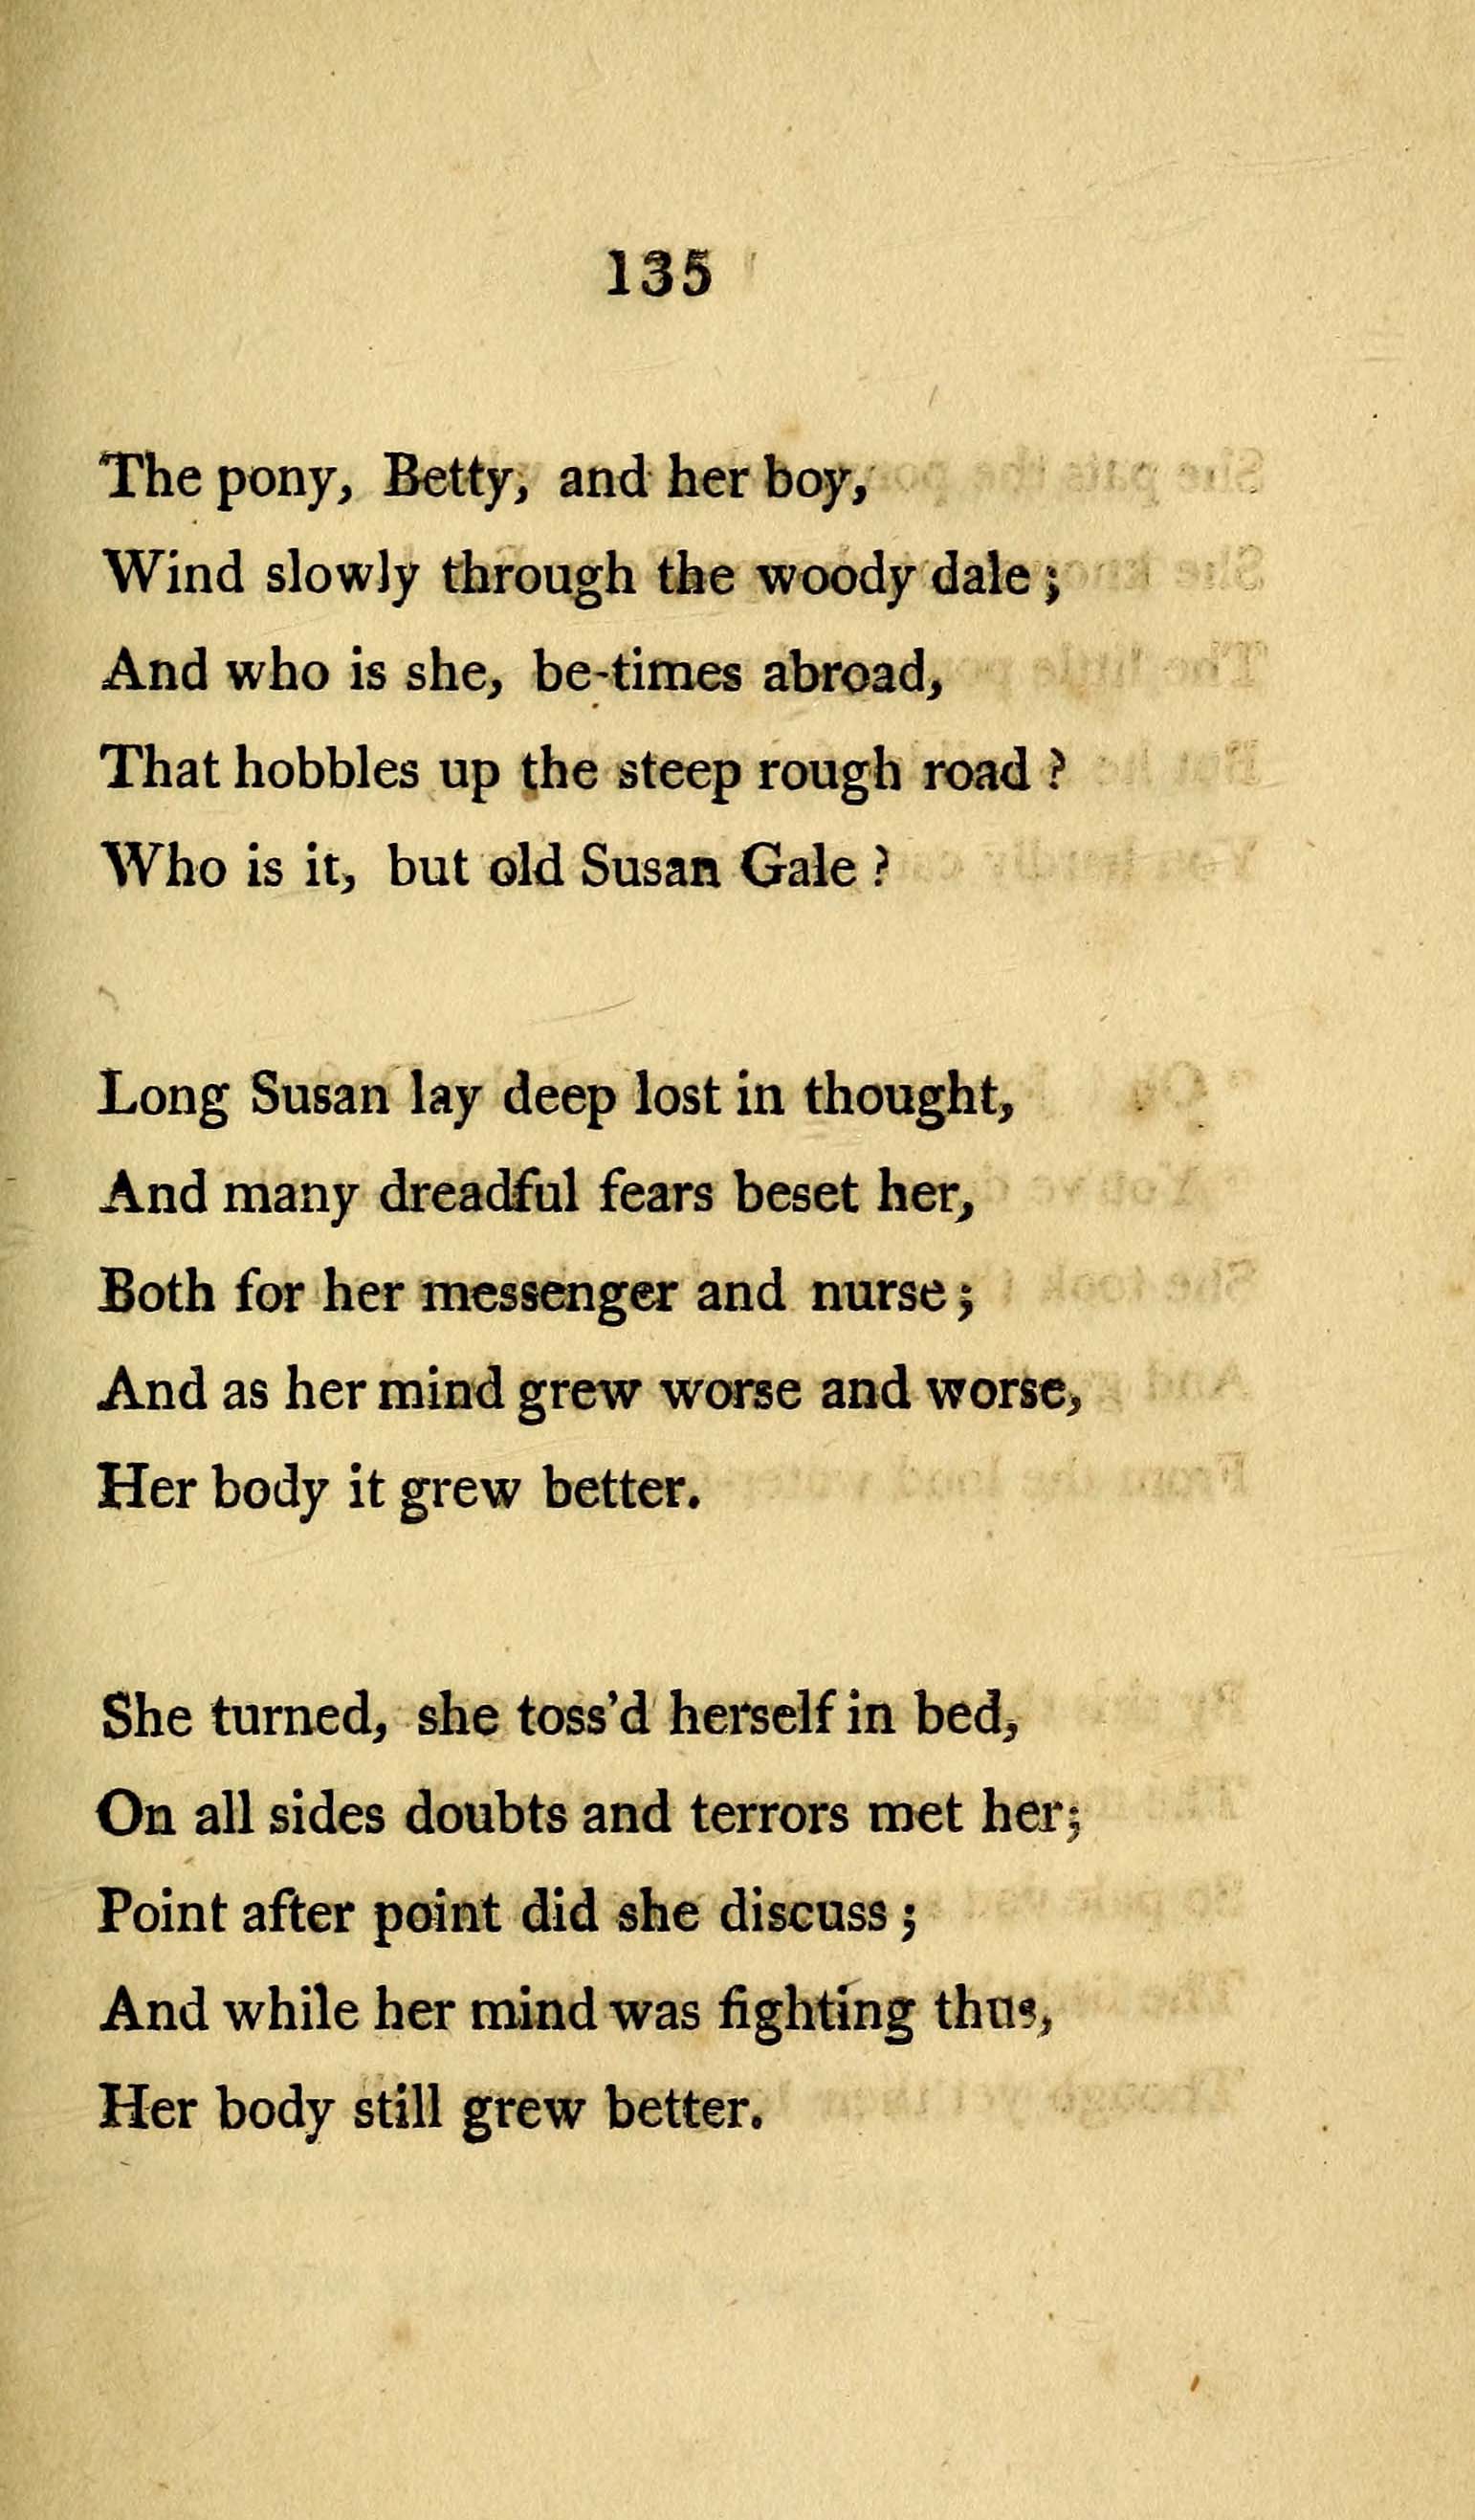 135
The pony, Betty, and her boy,
Wind slowly through the woody dale;
And who is she, be-times abroad,
That hobbles up the steep rough road?
Who is it, but old Susan Gale?
Long Susan lay deep lost in thought,
And many dreadful fears beset her,
Both for her messenger and nurse;
And as her mind grew worse and worse,
Her body it grew better.
She turned, she toss'd herself in bed,
On all sides doubts and terrors met her;
Point after point did she discuss;
And while her mind was fighting thus,
Her body still grew better.